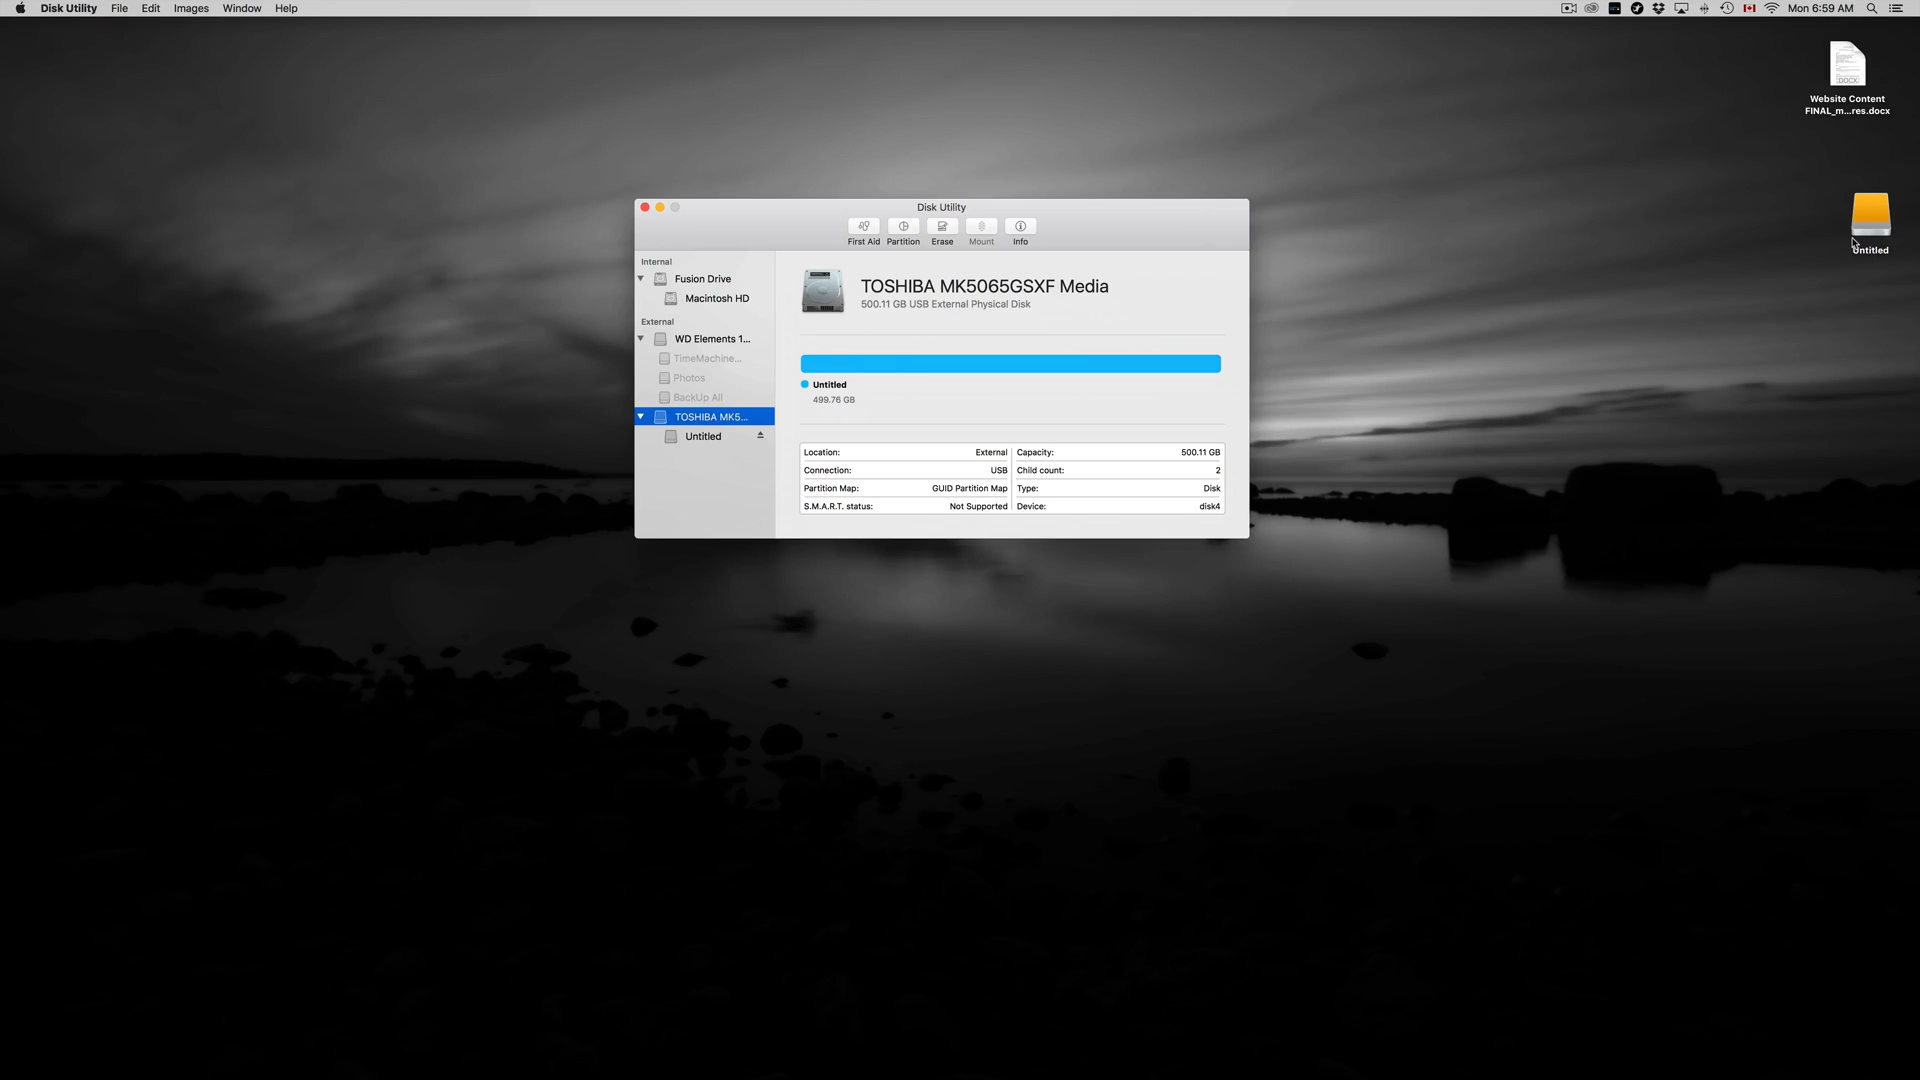 Disk Utility File Edit Images Window Help
Mon 6:59 AM
DOCX
Website Content
FINAL_m...res.docx
Untitled
Disk Utility
First Aid Partition Erase Mount Info
Internal
Fusion Drive
Macintosh HD
External
WD Elements 1...
TimeMachine...
Photos
BackUp All
TOSHIBA MK5...
Untitled
TOSHIBA MK5065GSXF Media
500.11 GB USB External Physical Disk
Untitled
499.76 GB
Location: External Capacity: 500.11 GB
Connection: USB Child count: 2
Partition Map: GUID Partition Map Type: Disk
S.M.A.R.T. status: Not Supported Device: disk4